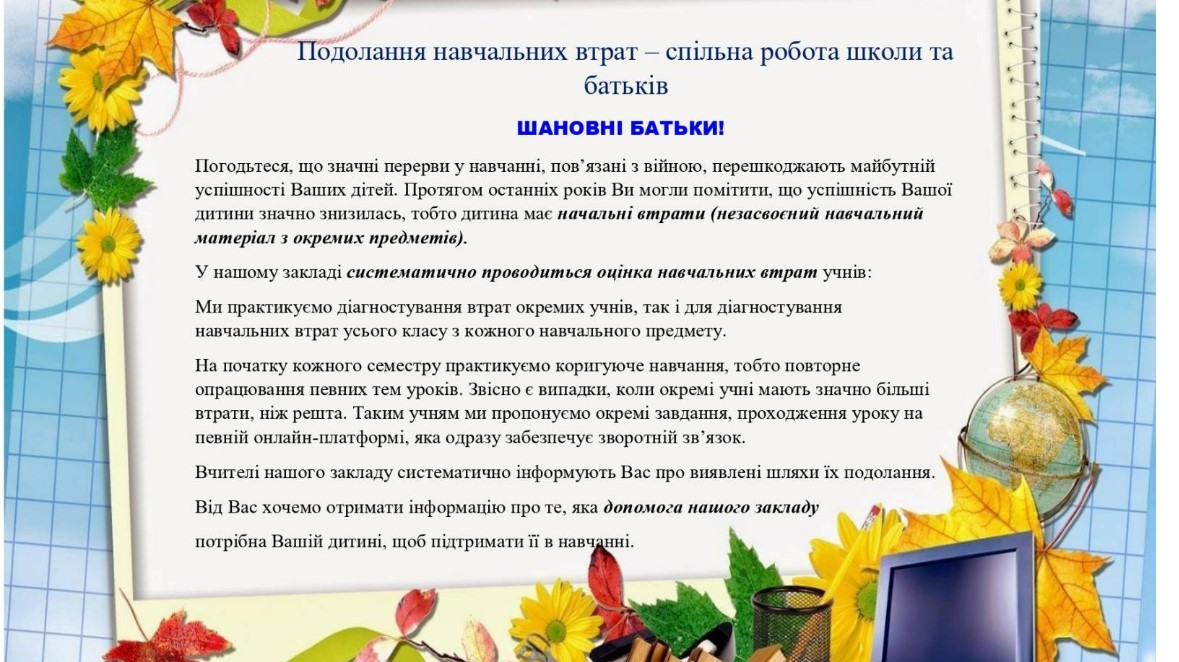 Подолання навчальних втрат – спільна робота школи та
батьків
ШАНОВНІ БАТЬКИ!
Погодьтеся, що значні перерви у навчанні, пов’язані з війною, перешкоджають майбутній
успішності Ваших дітей. Протягом останніх років Ви могли помітити, що успішність Вашої
дитини значно знизилась, тобто дитина має начальні втрати (незасвоєний навчальний
матеріал з окремих предметів).
У нашому закладі систематично проводиться оцінка навчальних втрат учнів:
Ми практикуємо діагностування втрат окремих учнів, так і для діагностування
навчальних втрат усього класу з кожного навчального предмету.
На початку кожного семестру практикуємо коригуюче навчання, тобто повторне
опрацювання певних тем уроків. Звісно є випадки, коли окремі учні мають значно більші
втрати, ніж решта. Таким учням ми пропонуємо окремі завдання, проходження уроку на
певній онлайн-платформі, яка одразу забезпечує зворотній зв’язок.
Вчителі нашого закладу систематично інформують Вас про виявлені шляхи їх подолання.
Від Вас хочемо отримати інформацію про те, яка допомога нашого закладу
потрібна Вашій дитині, щоб підтримати її в навчанні.